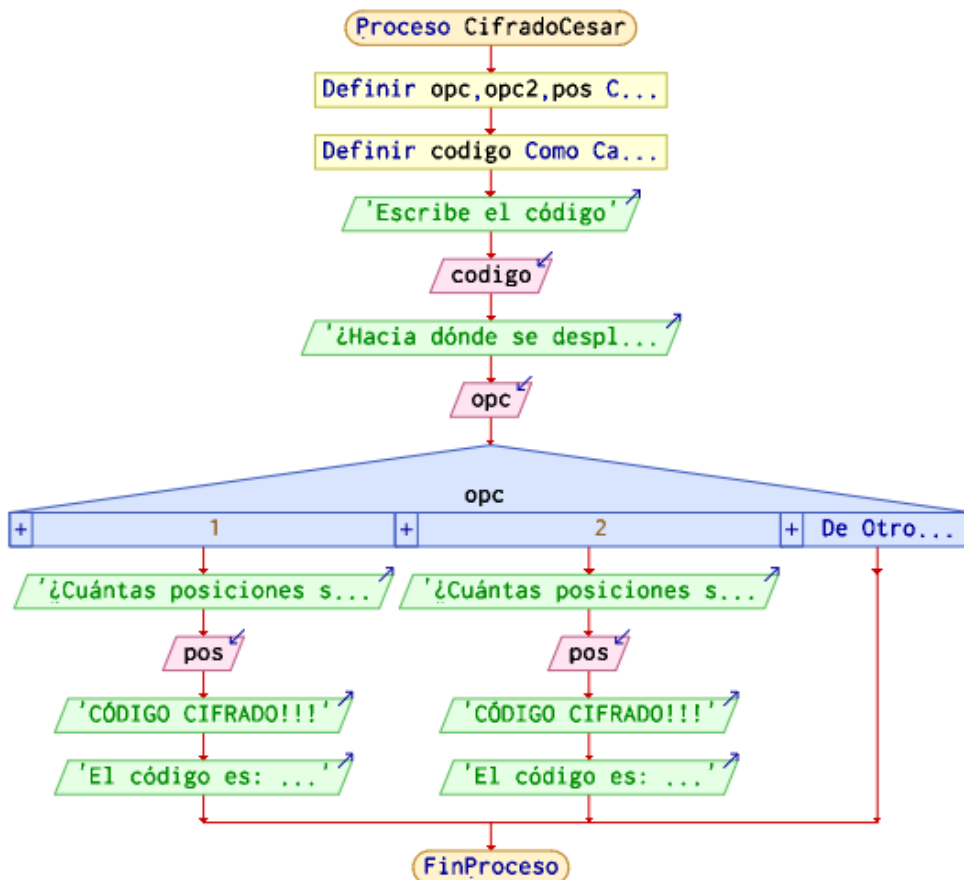 Proceso CifradoCesar
Definir opc,opc2,pos C...
Definir codigo Como Ca...
'Escribe el código'
codigo
'¿Hacia dónde se despl...
opc
opc
+ 1 + 2 + De Otro...
'¿Cuántas posiciones s... '¿Cuántas posiciones s...
pos pos
'CÓDIGO CIFRADO!!!' 'CÓDIGO CIFRADO!!!'
'El código es: ...' 'El código es: ...'
FinProceso